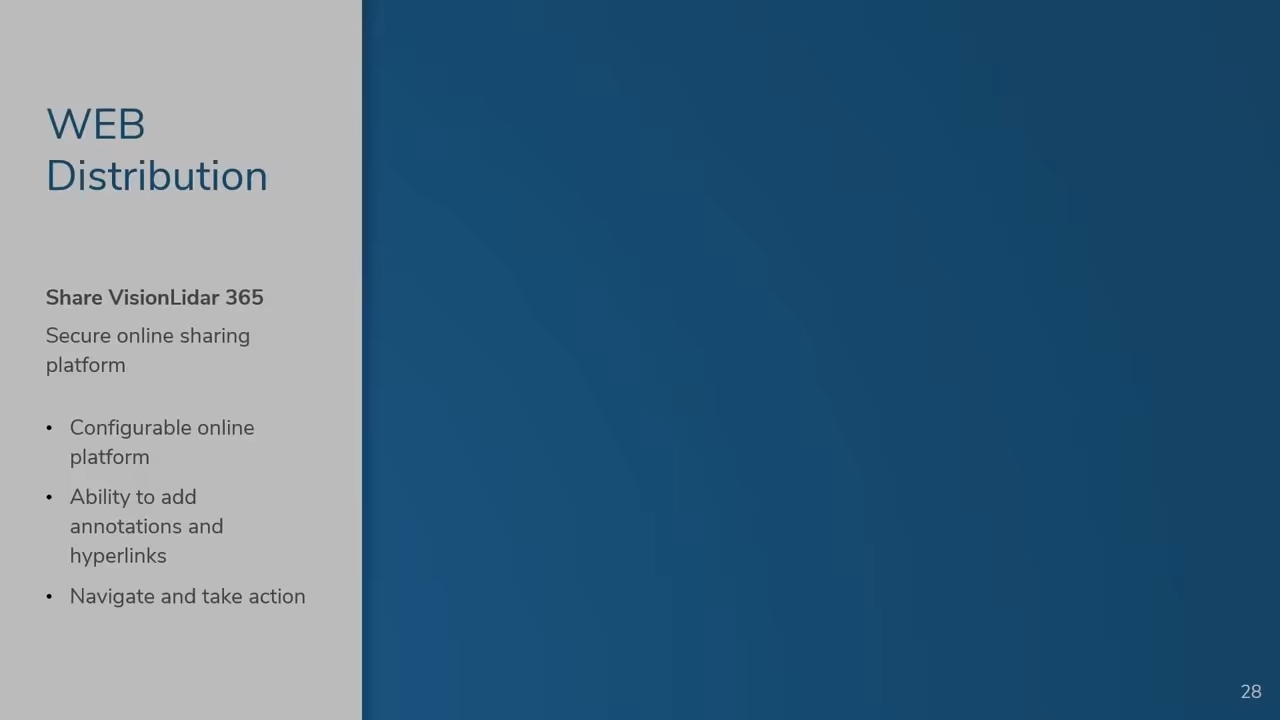 WEB
Distribution
Share VisionLidar 365
Secure online sharing
platform
• Configurable online
platform
• Ability to add
annotations and
hyperlinks
• Navigate and take action
28